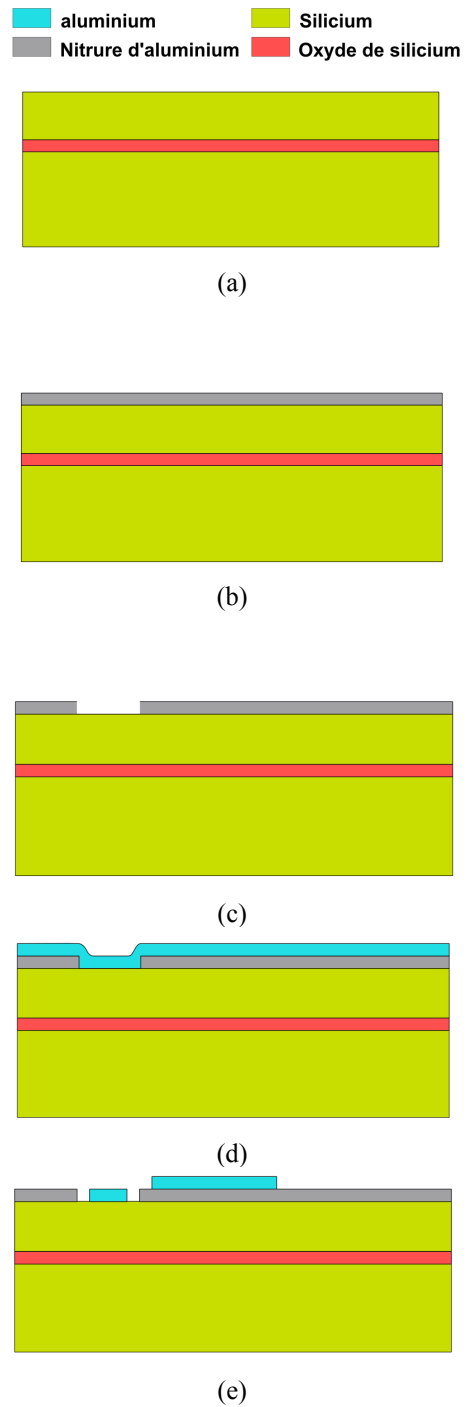 aluminium Silicium
Nitrure d'aluminium Oxyde de silicium
(a)
(b)
(c)
(d)
(e)